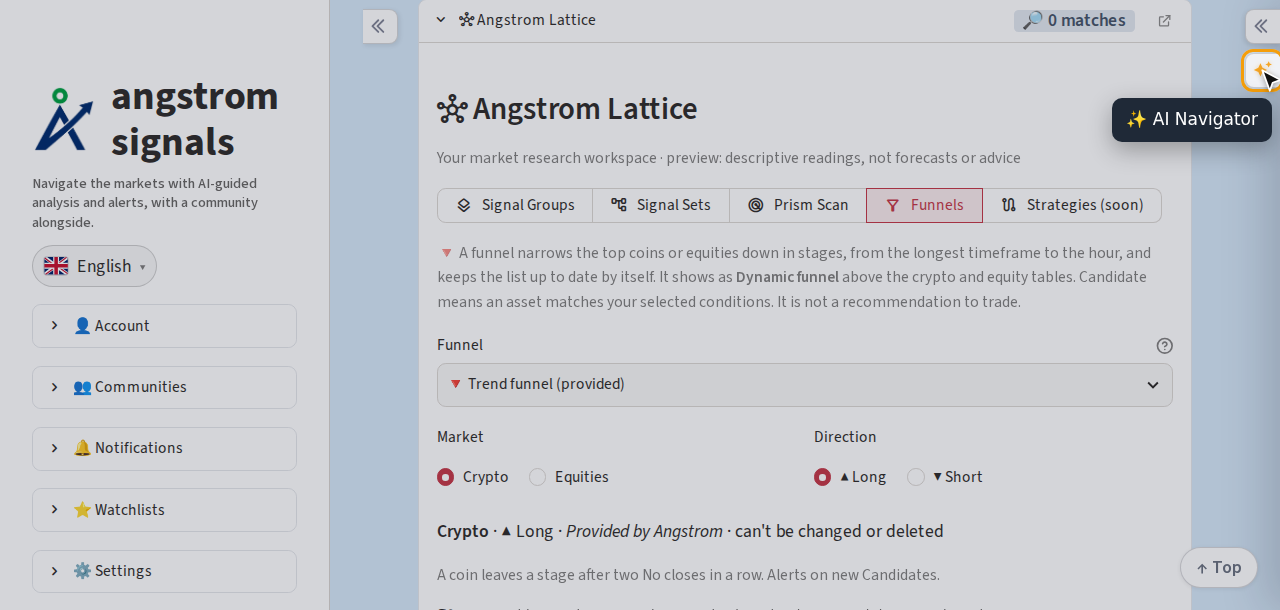 Angstrom Lattice
🔎 0 matches
✨ AI Navigator
angstrom
signals
Navigate the markets with AI-guided
analysis and alerts, with a community
alongside.
English ▾
👤 Account
👥 Communities
🔔 Notifications
⭐ Watchlists
⚙️ Settings
Angstrom Lattice
Your market research workspace · preview: descriptive readings, not forecasts or advice
Signal Groups
Signal Sets
Prism Scan
Funnels
Strategies (soon)
🔻 A funnel narrows the top coins or equities down in stages, from the longest timeframe to the hour, and
keeps the list up to date by itself. It shows as Dynamic funnel above the crypto and equity tables. Candidate
means an asset matches your selected conditions. It is not a recommendation to trade.
Funnel
🔻 Trend funnel (provided)
Market
Direction
Crypto
Equities
▲ Long
▼ Short
Crypto · ▲ Long · Provided by Angstrom · can't be changed or deleted
A coin leaves a stage after two No closes in a row. Alerts on new Candidates.
↑ Top